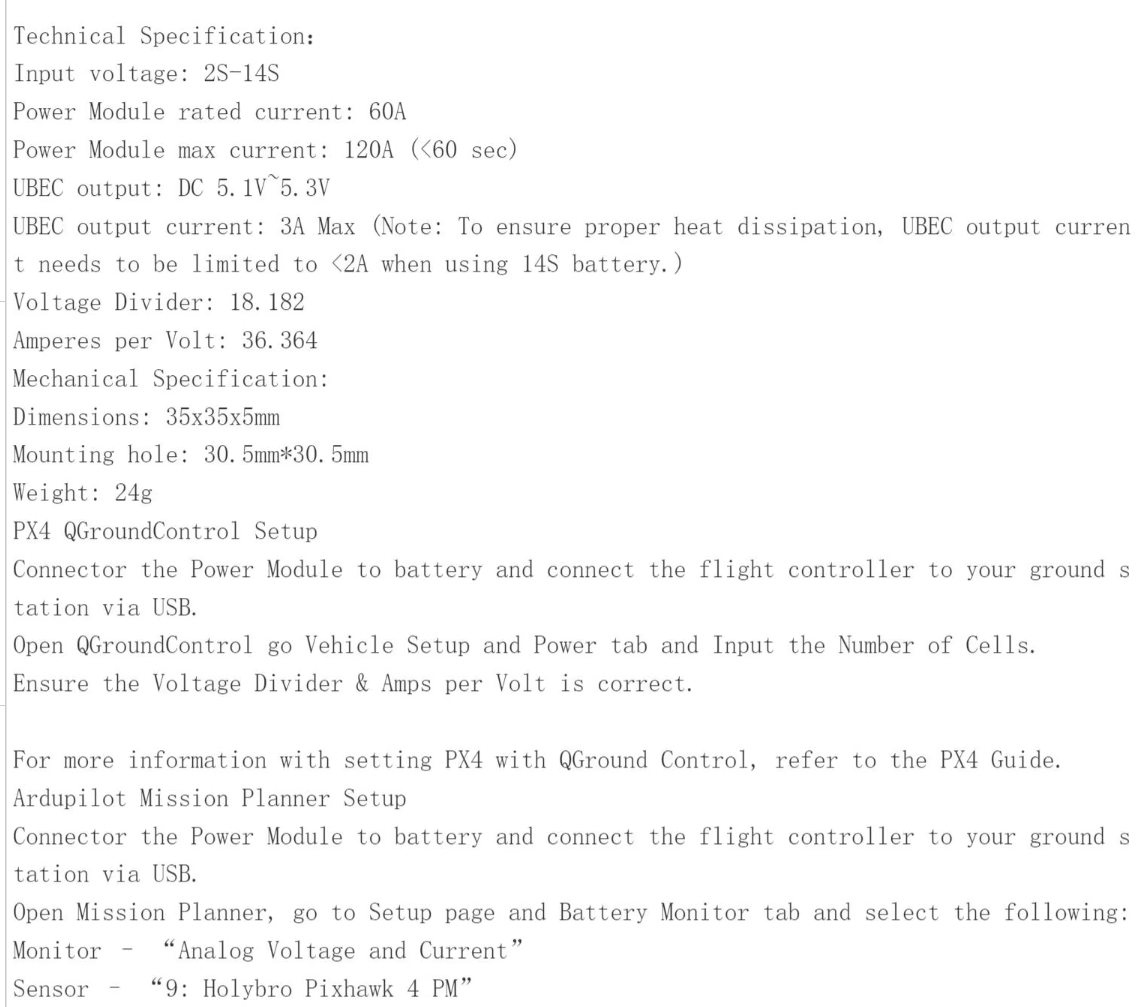 Technical Specification：
Input voltage: 2S-14S
Power Module rated current: 60A
Power Module max current: 120A (<60 sec)
UBEC output: DC 5.1V~5.3V
UBEC output current: 3A Max (Note: To ensure proper heat dissipation, UBEC output curren
t needs to be limited to <2A when using 14S battery.)
Voltage Divider: 18.182
Amperes per Volt: 36.364
Mechanical Specification:
Dimensions: 35x35x5mm
Mounting hole: 30.5mm*30.5mm
Weight: 24g
PX4 QGroundControl Setup
Connector the Power Module to battery and connect the flight controller to your ground s
tation via USB.
Open QGroundControl go Vehicle Setup and Power tab and Input the Number of Cells.
Ensure the Voltage Divider & Amps per Volt is correct.
For more information with setting PX4 with QGround Control, refer to the PX4 Guide.
Ardupilot Mission Planner Setup
Connector the Power Module to battery and connect the flight controller to your ground s
tation via USB.
Open Mission Planner, go to Setup page and Battery Monitor tab and select the following:
Monitor – “Analog Voltage and Current”
Sensor – “9: Holybro Pixhawk 4 PM”